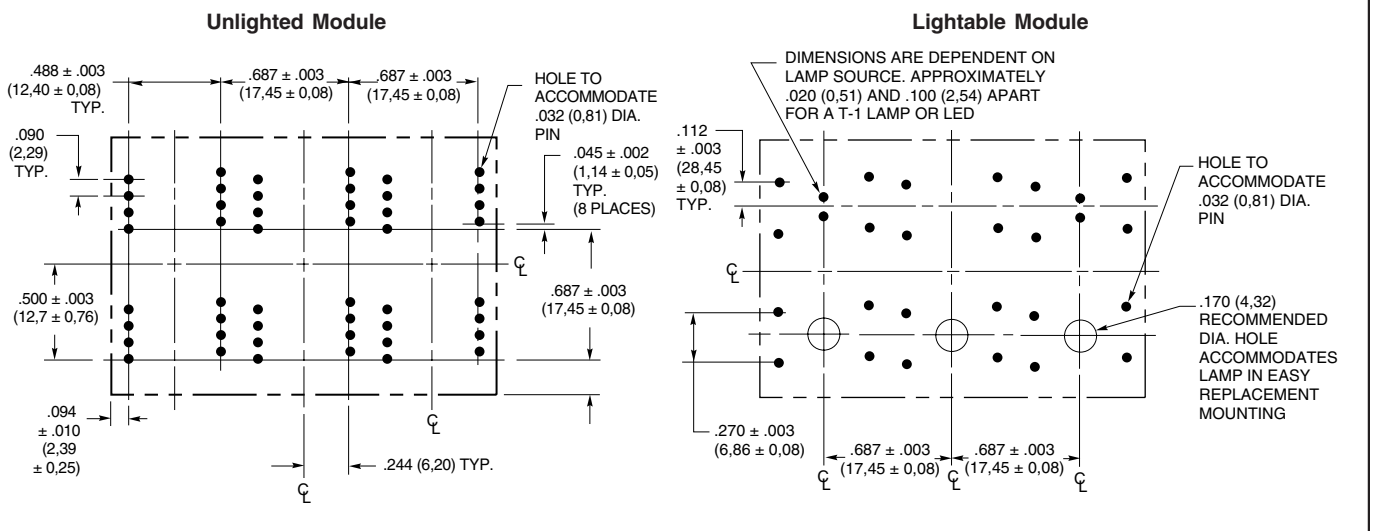 Unlighted Module
.488 ± .003
(12,40 ± 0,08)
TYP.
.687 ± .003
(17,45 ± 0,08)
.687 ± .003
(17,45 ± 0,08)
HOLE TO
ACCOMMODATE
.032 (0,81) DIA.
PIN
.090
(2,29)
TYP.
.045 ± .002
(1,14 ± 0,05)
TYP.
(8 PLACES)
℄
.500 ± .003
(12,7 ± 0,76)
.687 ± .003
(17,45 ± 0,08)
.094
± .010
(2,39
± 0,25)
℄
.244 (6,20) TYP.
℄
Lightable Module
DIMENSIONS ARE DEPENDENT ON
LAMP SOURCE. APPROXIMATELY
.020 (0,51) AND .100 (2,54) APART
FOR A T-1 LAMP OR LED
.112
± .003
(28,45
± 0,08)
TYP.
HOLE TO
ACCOMMODATE
.032 (0,81) DIA.
PIN
℄
.170 (4,32)
RECOMMENDED
DIA. HOLE
ACCOMMODATES
LAMP IN EASY
REPLACEMENT
MOUNTING
.270 ± .003
(6,86 ± 0,08)
.687 ± .003
(17,45 ± 0,08)
.687 ± .003
(17,45 ± 0,08)
℄ ℄ ℄